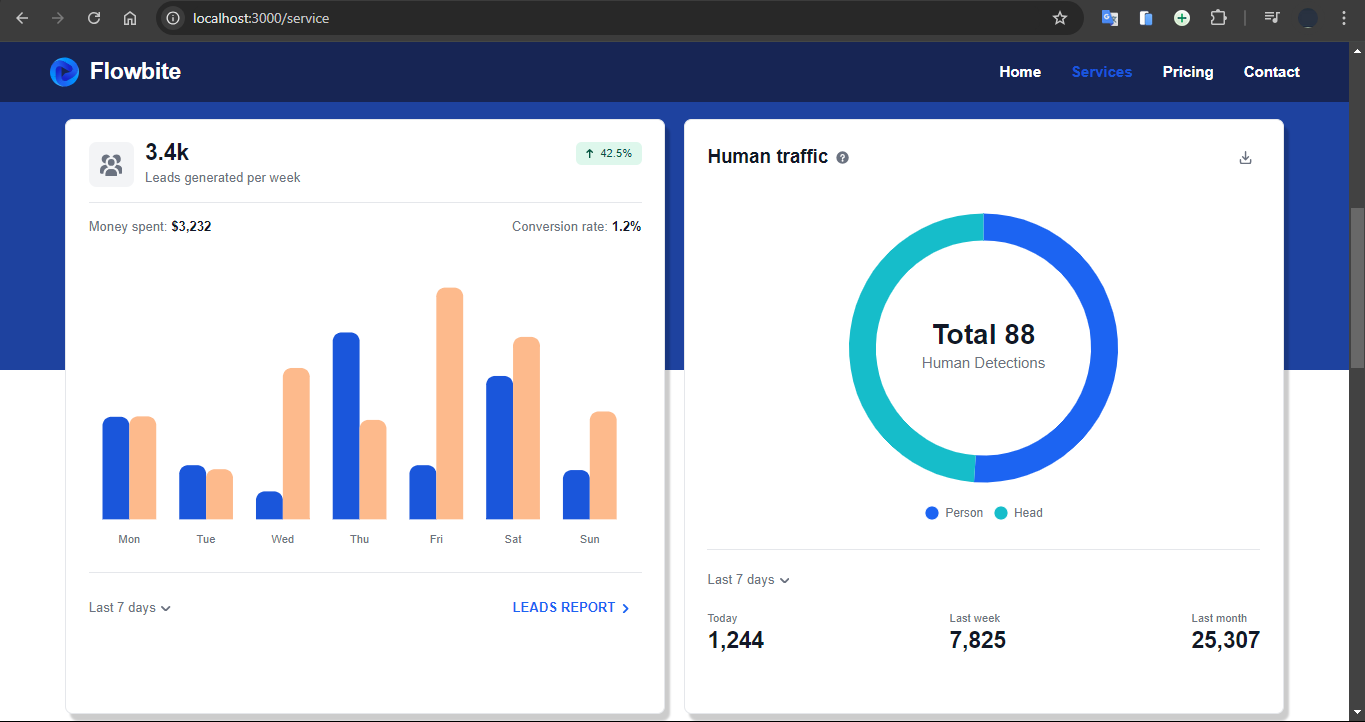 localhost:3000/service
Flowbite
Home Services Pricing Contact
3.4k
Leads generated per week
42.5%
Money spent: $3,232
Conversion rate: 1.2%
Mon Tue Wed Thu Fri Sat Sun
Last 7 days
LEADS REPORT
Human traffic
?
Total 88
Human Detections
Person Head
Last 7 days
Today Last week Last month
1,244 7,825 25,307